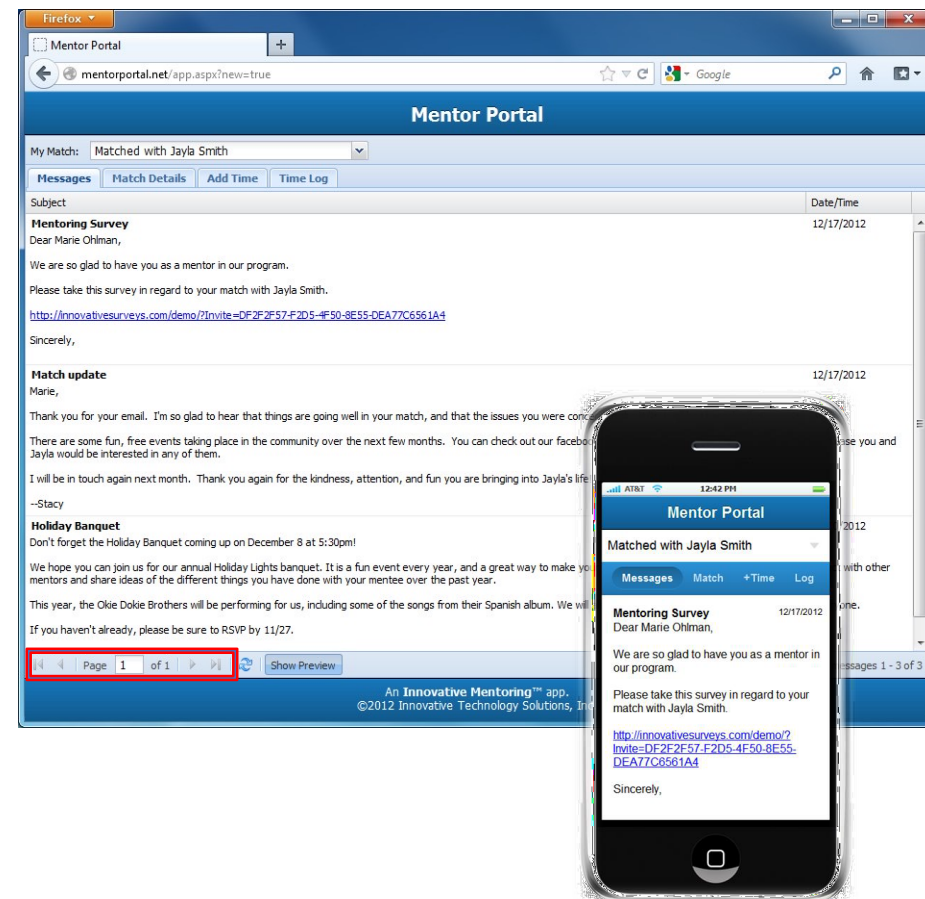 Firefox
Mentor Portal
mentorportal.net/app.aspx?new=true
Google
Mentor Portal
My Match: Matched with Jayla Smith
Messages Match Details Add Time Time Log
Subject Date/Time
Mentoring Survey 12/17/2012
Dear Marie Ohlman,
We are so glad to have you as a mentor in our program.
Please take this survey in regard to your match with Jayla Smith.
http://innovativesurveys.com/demo/?Invite=DF2F2F57-F2D5-4F50-8E55-DEA77C6561A4
Sincerely,
Match update 12/17/2012
Marie,
Thank you for your email. I'm so glad to hear that things are going well in your match, and that the issues you were
There are some fun, free events taking place in the community over the next few months. You can check out our you and
Jayla would be interested in any of them.
I will be in touch again next month. Thank you again for the kindness, attention, and fun you are bringing into Jayla's life
--Stacy
Holiday Banquet 2012
Don't forget the Holiday Banquet coming up on December 8 at 5:30pm!
We hope you can join us for our annual Holiday Lights banquet. It is a fun event every year, and a great way to make with other
mentors and share ideas of the different things you have done with your mentee over the past year.
This year, the Okie Dokie Brothers will be performing for us, including some of the songs from their Spanish album. We will
If you haven't already, please be sure to RSVP by 11/27.
Page 1 of 1 Show Preview 1 - 3 of 3
An Innovative Mentoring™ app.
©2012 Innovative Technology Solutions,
AT&T 12:42 PM
Mentor Portal
Matched with Jayla Smith
Messages Match +Time Log
Mentoring Survey 12/17/2012
Dear Marie Ohlman,
We are so glad to have you as a mentor in
our program.
Please take this survey in regard to your
match with Jayla Smith.
http://innovativesurveys.com/demo/?
Invite=DF2F2F57-F2D5-4F50-8E55-
DEA77C6561A4
Sincerely,